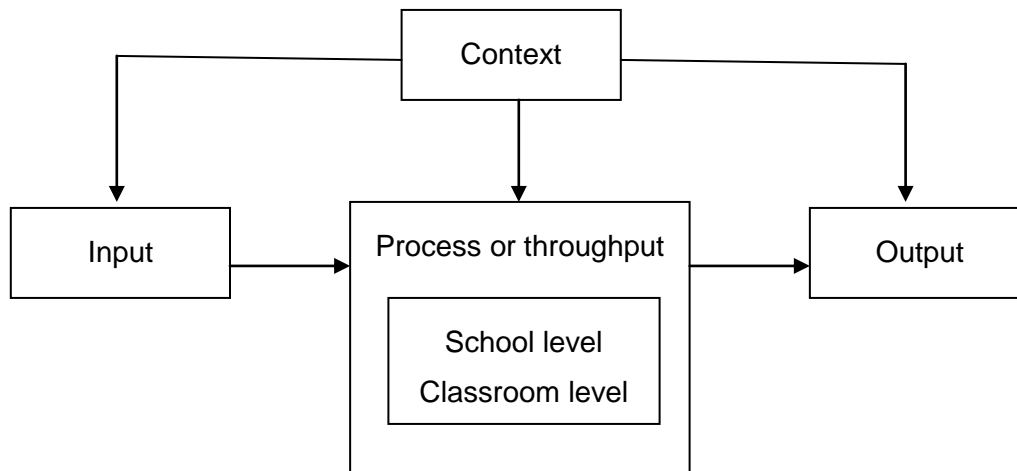 Context
Input
Process or throughput
Output
School level
Classroom level